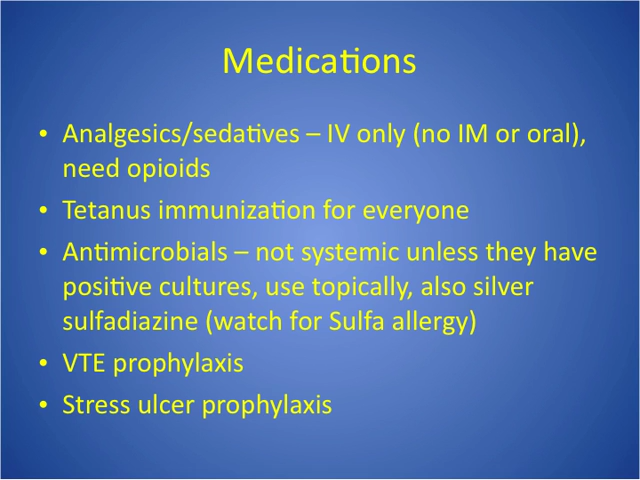 Medications
• Analgesics/sedatives – IV only (no IM or oral),
need opioids
• Tetanus immunization for everyone
• Antimicrobials – not systemic unless they have
positive cultures, use topically, also silver
sulfadiazine (watch for Sulfa allergy)
• VTE prophylaxis
• Stress ulcer prophylaxis